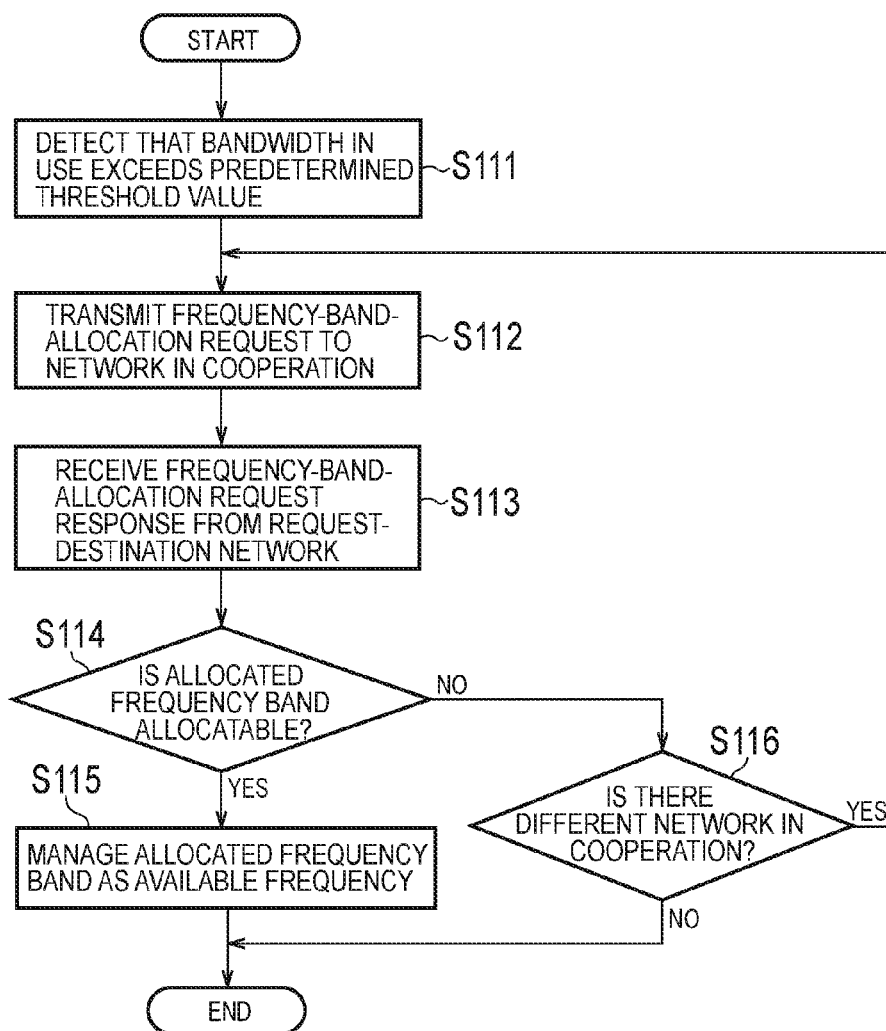 START
DETECT THAT BANDWIDTH IN
USE EXCEEDS PREDETERMINED
THRESHOLD VALUE
S111
TRANSMIT FREQUENCY-BAND-
ALLOCATION REQUEST TO
NETWORK IN COOPERATION
S112
RECEIVE FREQUENCY-BAND-
ALLOCATION REQUEST
RESPONSE FROM REQUEST-
DESTINATION NETWORK
S113
S114
IS ALLOCATED
FREQUENCY BAND
ALLOCATABLE?
NO
YES
S115
MANAGE ALLOCATED FREQUENCY
BAND AS AVAILABLE FREQUENCY
S116
IS THERE
DIFFERENT NETWORK IN
COOPERATION?
YES
NO
END